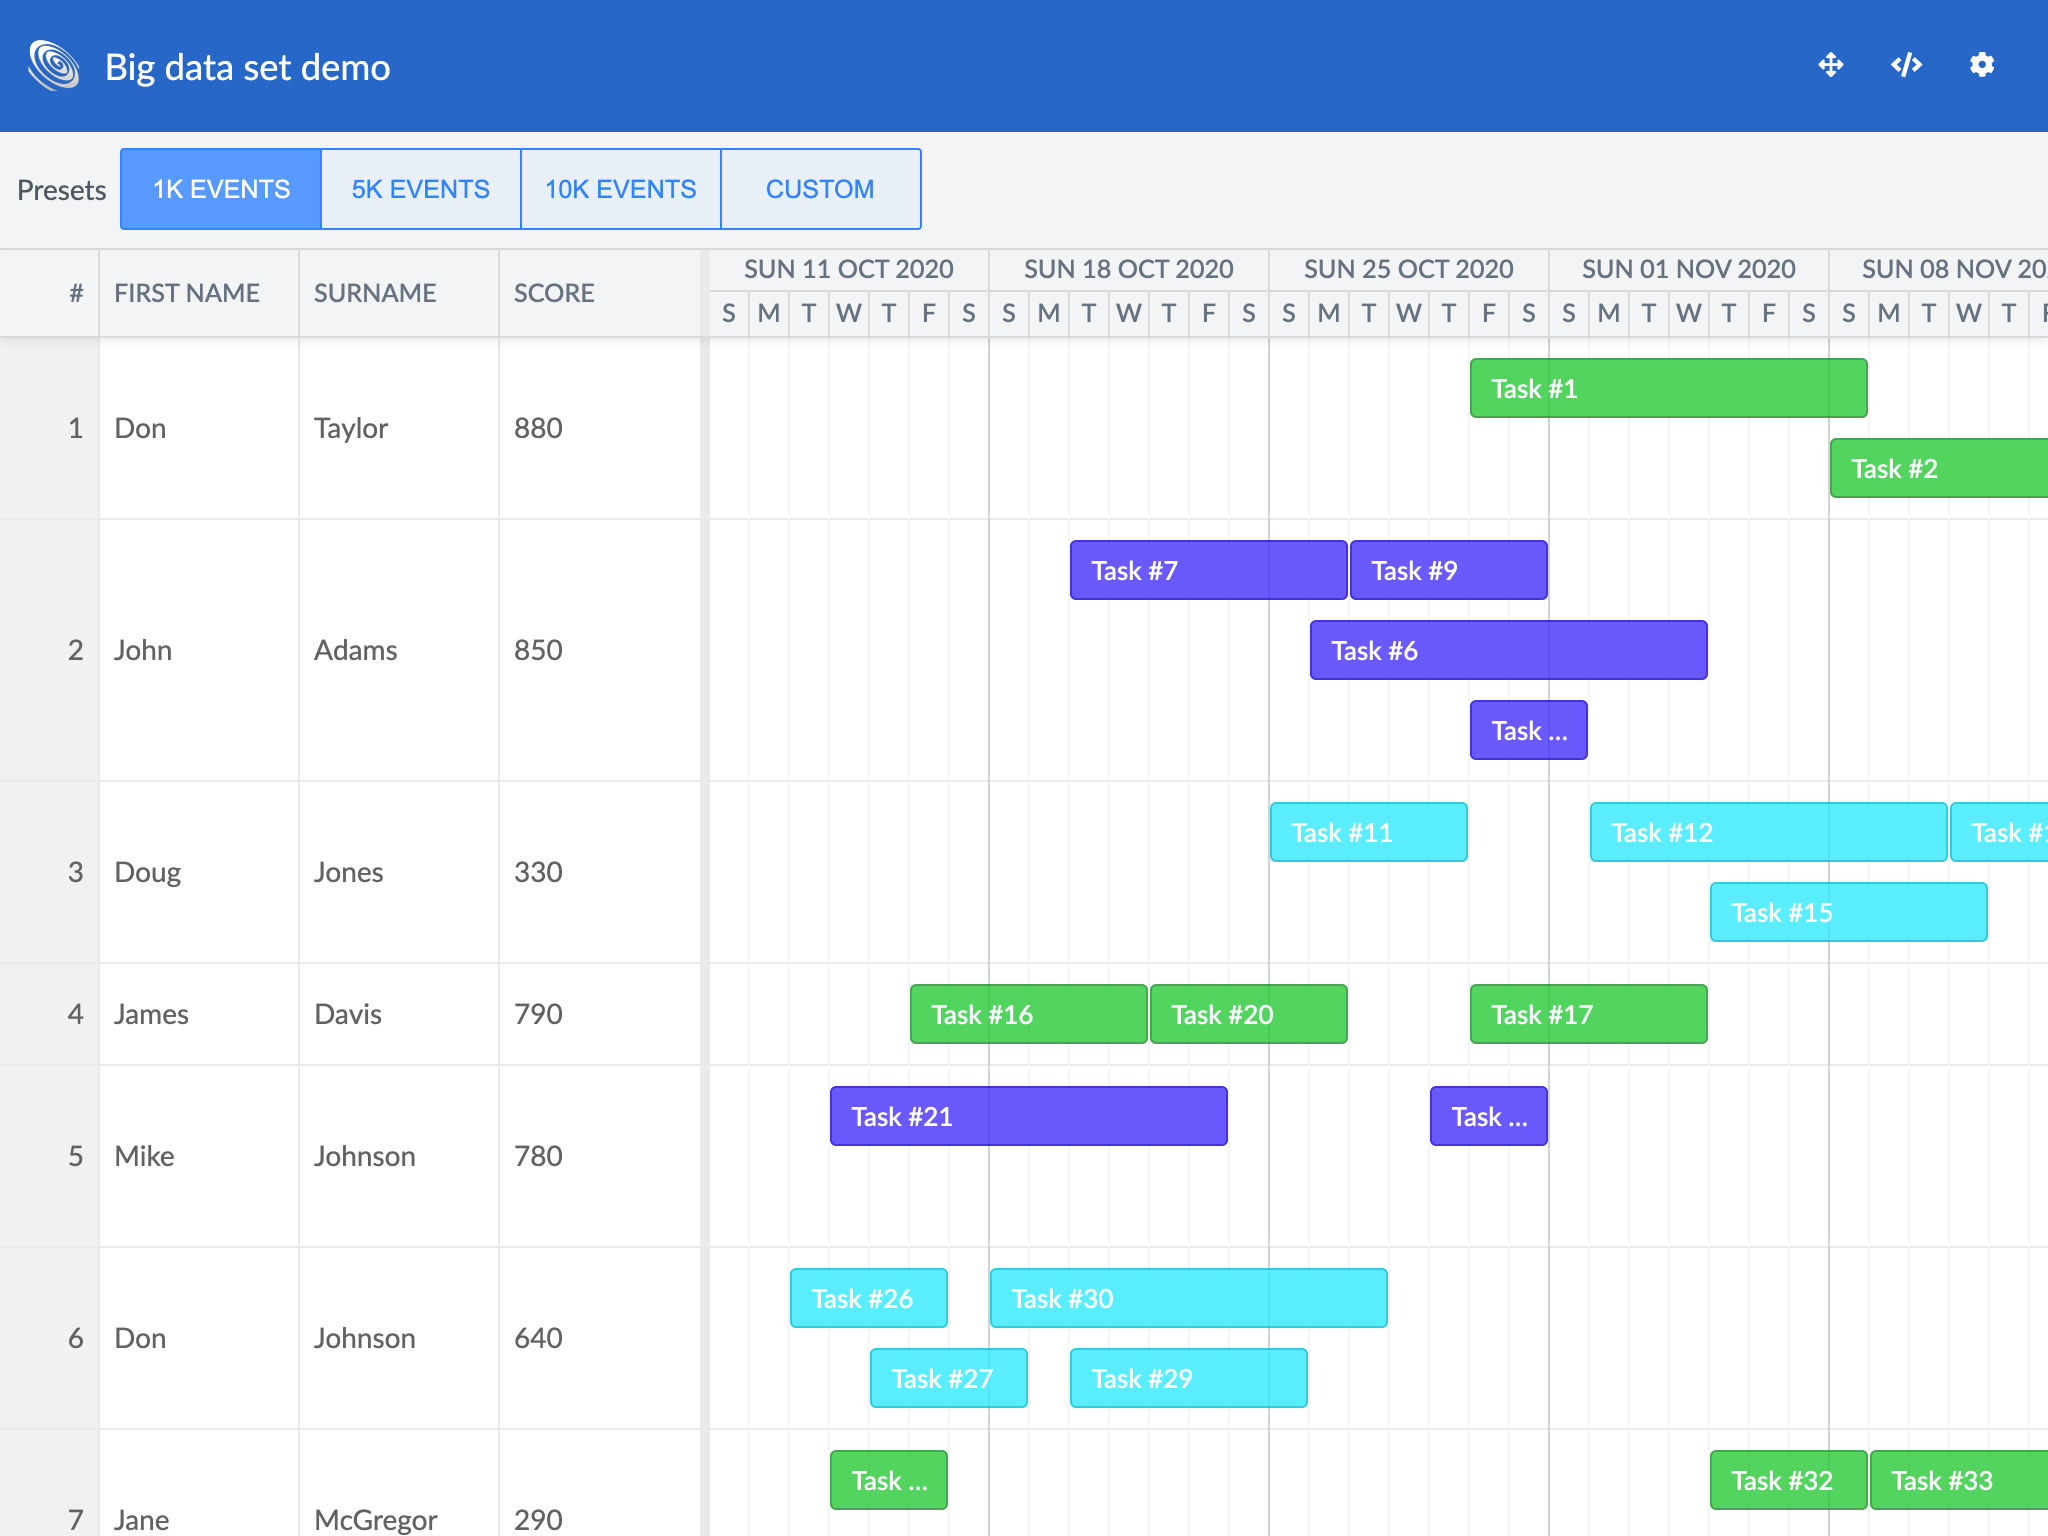 Big data set demo
Presets 1K EVENTS 5K EVENTS 10K EVENTS CUSTOM
# FIRST NAME SURNAME SCORE
SUN 11 OCT 2020 SUN 18 OCT 2020 SUN 25 OCT 2020 SUN 01 NOV 2020 SUN 08 NOV
S M T W T F S S M T W T F S S M T W T F S S M T W T F S S M T W T
Task #1
1 Don Taylor 880
Task #2
Task #7 Task #9
2 John Adams 850 Task #6
Task ...
Task #11 Task #12 Task
3 Doug Jones 330
Task #15
4 James Davis 790 Task #16 Task #20 Task #17
Task #21 Task ...
5 Mike Johnson 780
Task #26 Task #30
6 Don Johnson 640
Task #27 Task #29
Task ... Task #32 Task #33
7 Jane McGregor 290